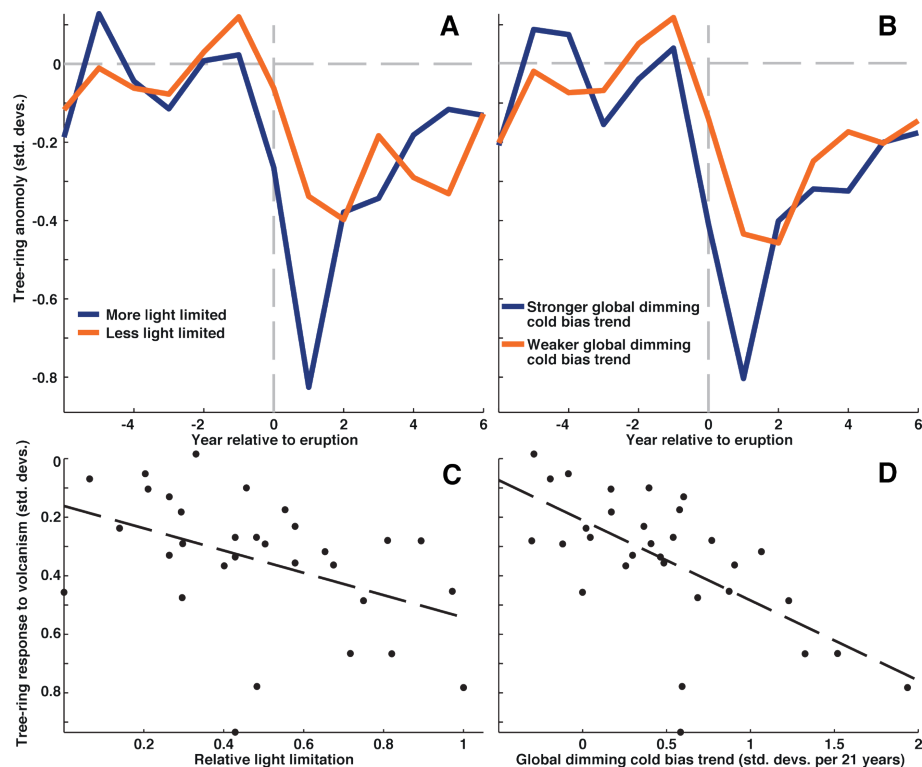 A
B
0
-0.2
-0.4
-0.6
-0.8
Tree-ring anomoly (std. devs.)
More light limited
Less light limited
Stronger global dimming
cold bias trend
Weaker global dimming
cold bias trend
-4 -2 0 2 4 6
Year relative to eruption
-4 -2 0 2 4 6
Year relative to eruption
C
D
0
0.2
0.4
0.6
0.8
Tree-ring response to volcanism (std. devs.)
0.2 0.4 0.6 0.8 1
Relative light limitation
0 0.5 1 1.5 2
Global dimming cold bias trend (std. devs. per 21 years)